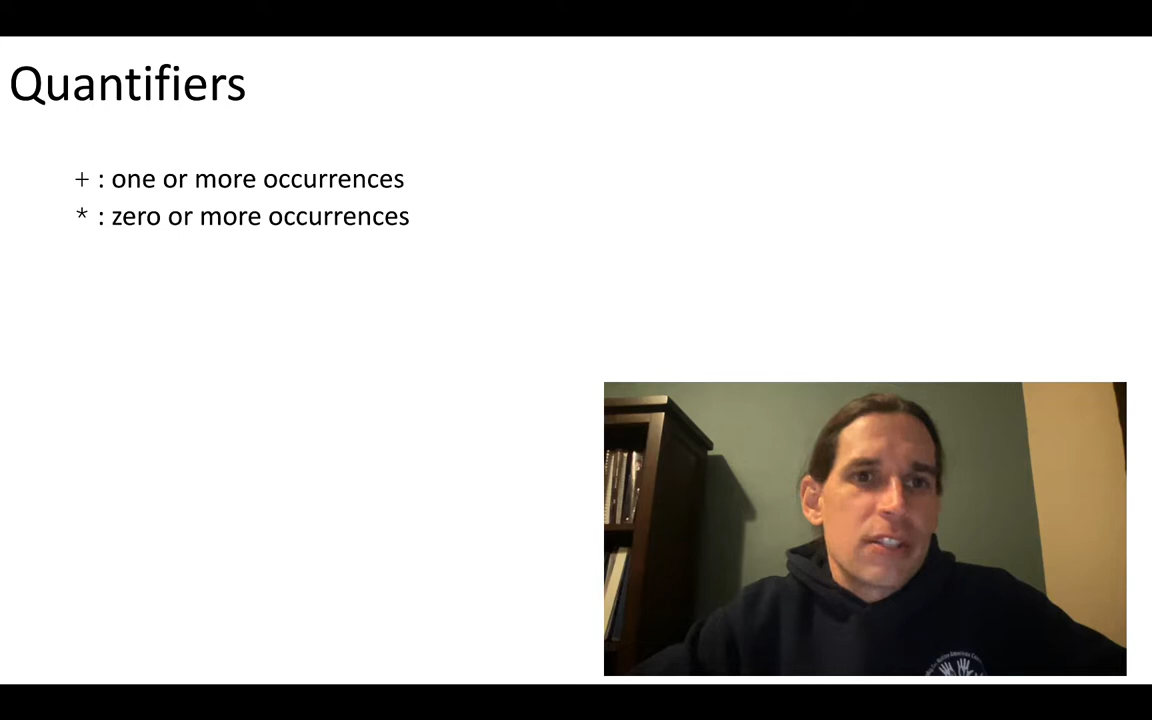 Quantifiers
+ : one or more occurrences
* : zero or more occurrences